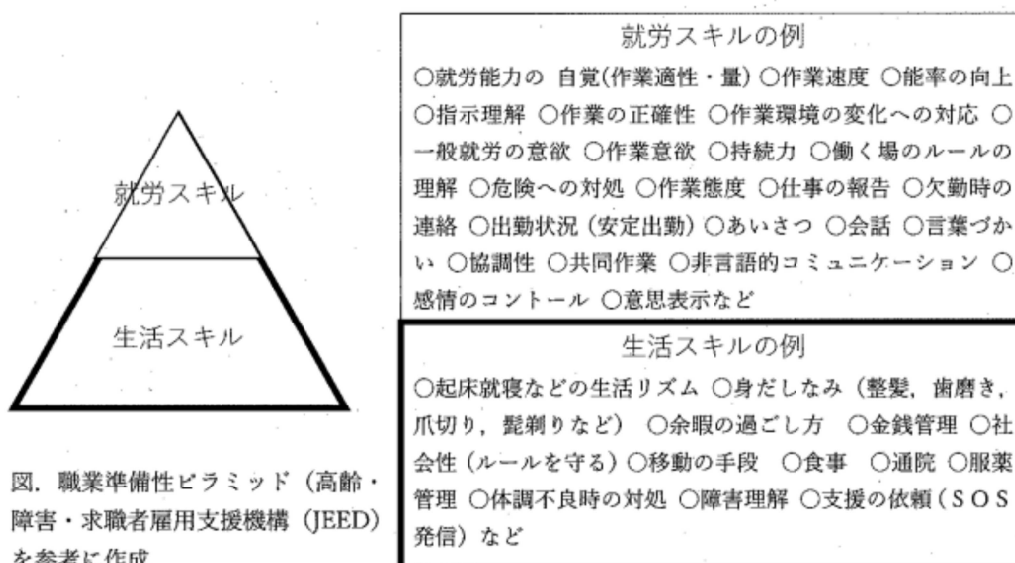 就労スキル
生活スキル
図．職業準備性ピラミッド（高齢・
障害・求職者雇用支援機構（JEED）
を参考に作成
就労スキルの例
○就労能力の 自覚(作業適性・量) ○作業速度 ○能率の向上
○指示理解 ○作業の正確性 ○作業環境の変化への対応 ○
一般就労の意欲 ○作業意欲 ○持続力 ○働く場のルールの
理解 ○危険への対処 ○作業態度 ○仕事の報告 ○欠勤時の
連絡 ○出勤状況 (安定出勤) ○あいさつ ○会話 ○言葉づか
い ○協調性 ○共同作業 ○非言語的コミュニケーション ○
感情のコントール ○意思表示など
生活スキルの例
○起床就寝などの生活リズム ○身だしなみ（整髪，歯磨き，
爪切り，髭剃りなど） ○余暇の過ごし方 ○金銭管理 ○社
会性 (ルールを守る) ○移動の手段 ○食事 ○通院 ○服薬
管理 ○体調不良時の対処 ○障害理解 ○支援の依頼 (ＳＯＳ
発信）など